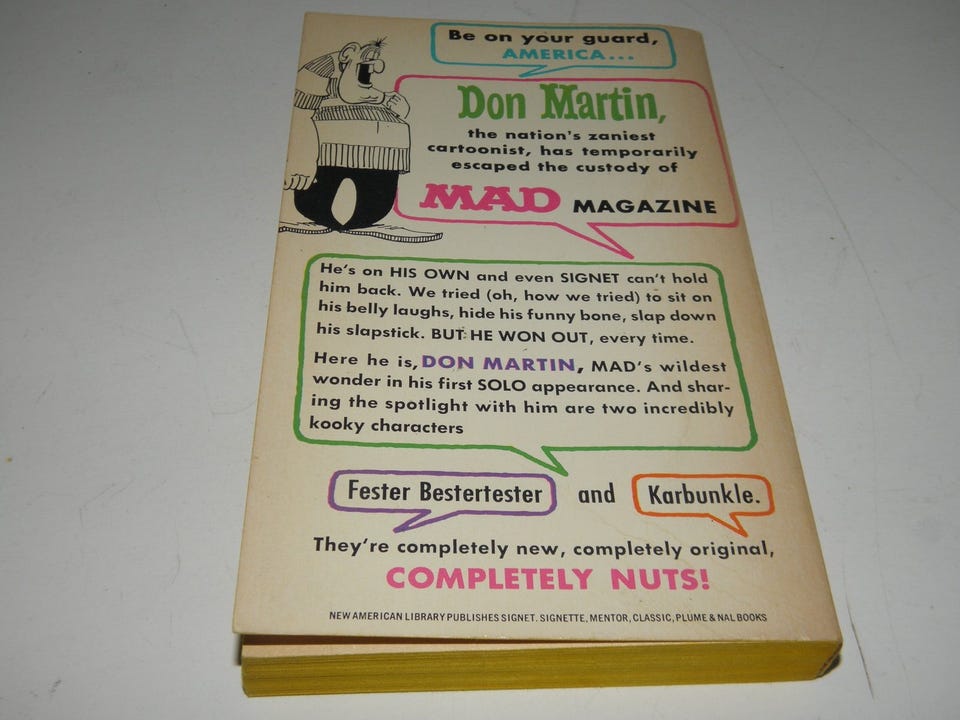 Be on your guard,
AMERICA...
Don Martin,
the nation's zaniest
cartoonist, has temporarily
escaped the custody of
MAD MAGAZINE
He's on HIS OWN and even SIGNET can't hold
him back. We tried (oh, how we tried) to sit on
his belly laughs, hide his funny bone, slap down
his slapstick. BUT HE WON OUT, every time.
Here he is, DON MARTIN, MAD's wildest
wonder in his first SOLO appearance. And shar-
ing the spotlight with him are two incredibly
kooky characters
Fester Bestertester and Karbunkle.
They're completely new, completely original,
COMPLETELY NUTS!
NEW AMERICAN LIBRARY PUBLISHES SIGNET. SIGNETTE, MENTOR, CLASSIC, PLUME & NAL BOOKS